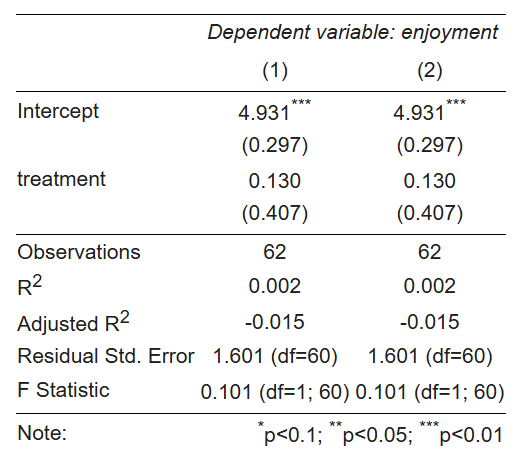 Dependent variable: enjoyment
(1) (2)
Intercept 4.931*** 4.931***
(0.297) (0.297)
treatment 0.130 0.130
(0.407) (0.407)
Observations 62 62
R2 0.002 0.002
Adjusted R2 -0.015 -0.015
Residual Std. Error 1.601 (df=60) 1.601 (df=60)
F Statistic 0.101 (df=1; 60) 0.101 (df=1; 60)
Note: *p<0.1; **p<0.05; ***p<0.01